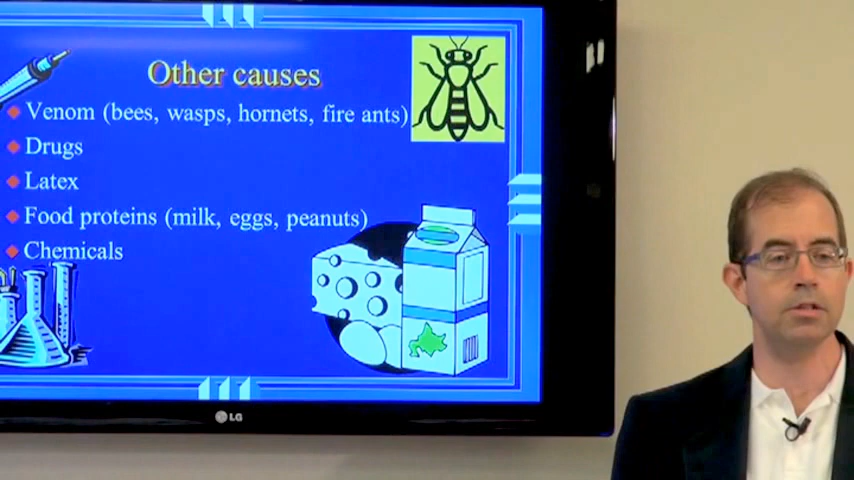 Other causes
Venom (bees, wasps, hornets, fire ants)
Drugs
Latex
Food proteins (milk, eggs, peanuts)
Chemicals
LG